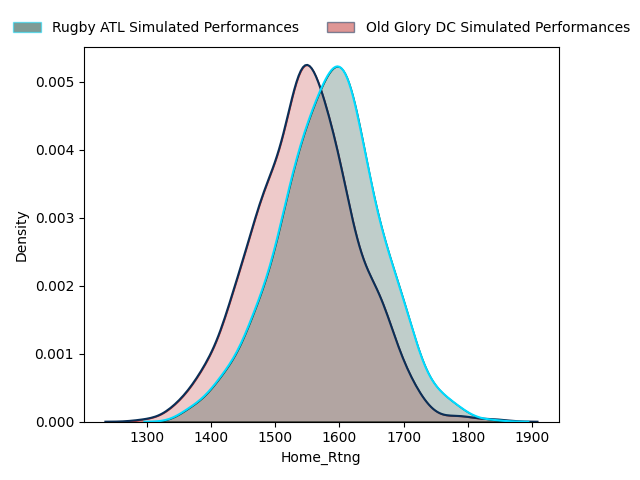 Rugby ATL Simulated Performances
Old Glory DC Simulated Performances
0.005
0.004
0.003
0.002
0.001
0.000
Density
1300 1400 1500 1600 1700 1800 1900
Home_Rtng